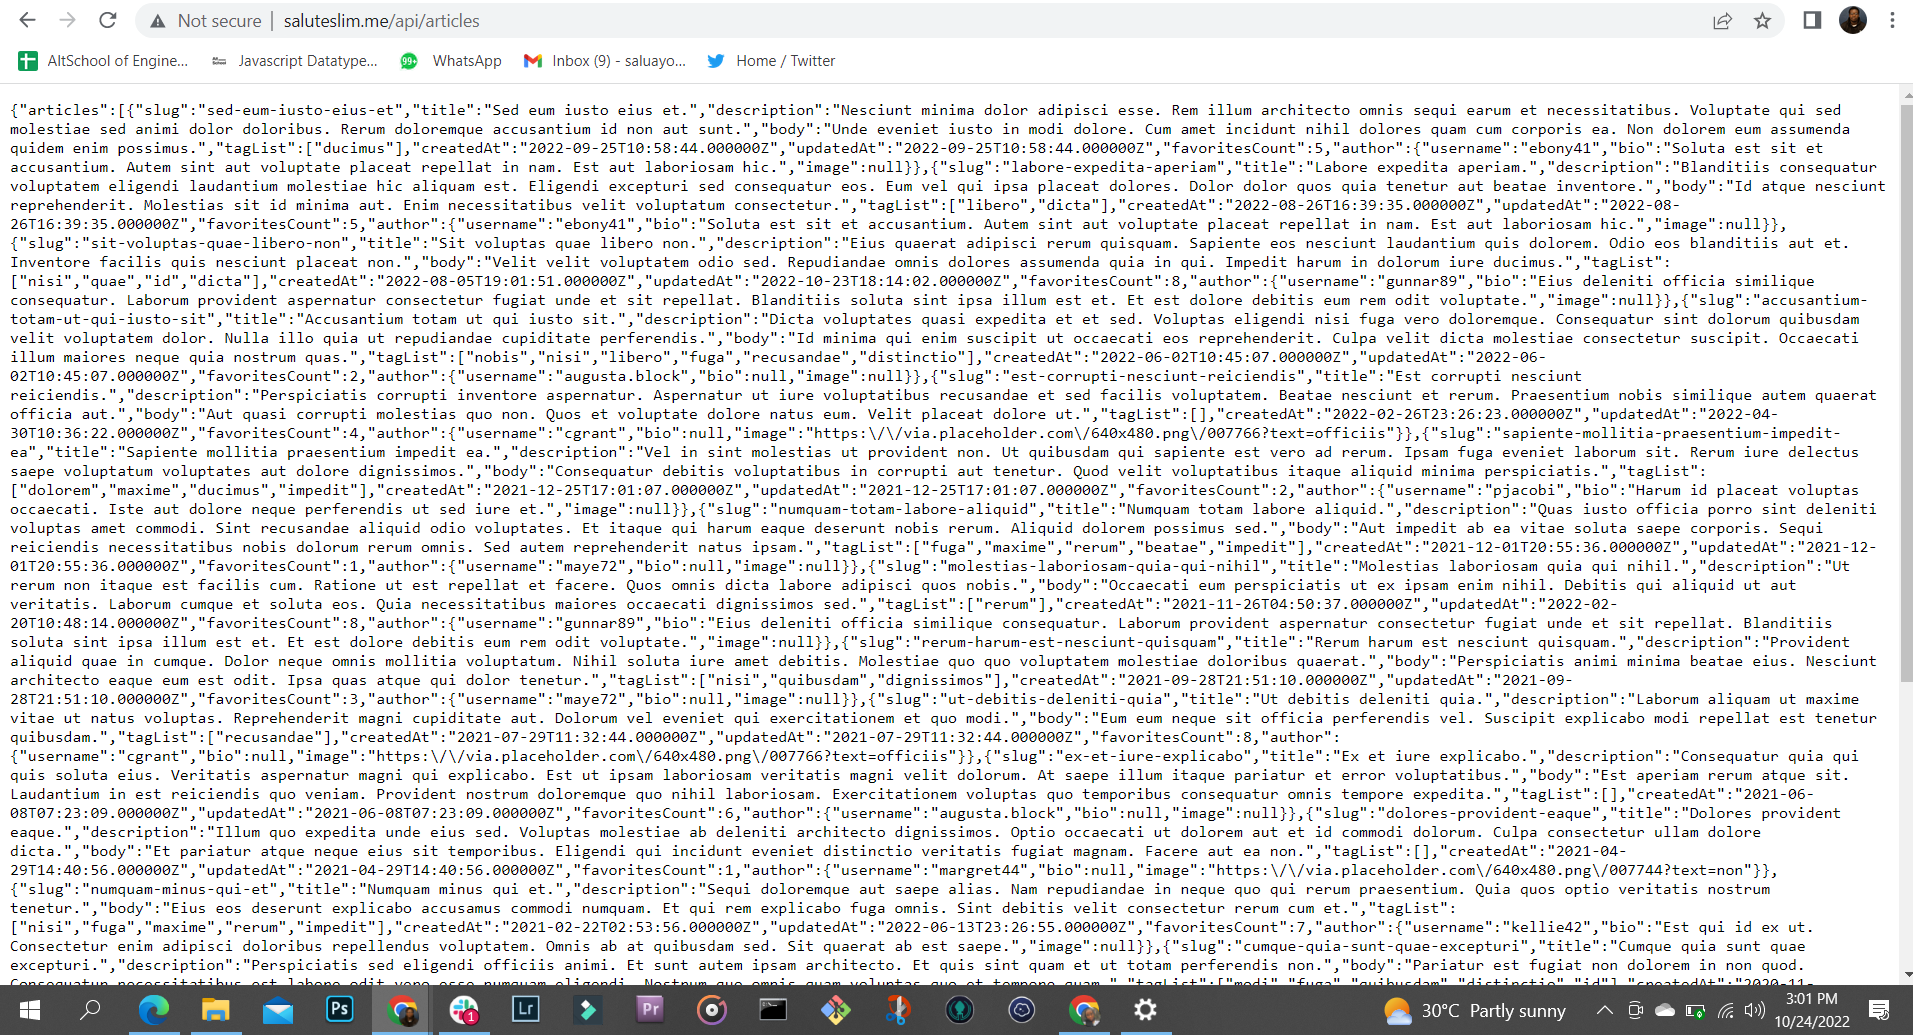 Not secure | saluteslim.me/api/articles
AltSchool of Engine... Javascript Datatype... 99+ WhatsApp Inbox (9) - saluayo... Home / Twitter
{"articles":[{"slug":"sed-eum-iusto-eius-et","title":"Sed eum iusto eius et.","description":"Nesciunt minima dolor adipisci esse. Rem illum architecto omnis sequi earum et necessitatibus. Voluptate qui sed
molestiae sed animi dolor doloribus. Rerum doloremque accusantium id non aut sunt.","body":"Unde eveniet iusto in modi dolore. Cum amet incidunt nihil dolores quam cum corporis ea. Non dolorem eum assumenda
quidem enim possimus.","tagList":["ducimus"],"createdAt":"2022-09-25T10:58:44.000000Z","updatedAt":"2022-09-25T10:58:44.000000Z","favoritesCount":5,"author":{"username":"ebony41","bio":"Soluta est sit et
accusantium. Autem sint aut voluptate placeat repellat in nam. Est aut laboriosam hic.","image":null}},{"slug":"labore-expedita-aperiam","title":"Labore expedita aperiam.","description":"Blanditiis consequatur
voluptatem eligendi laudantium molestiae hic aliquam est. Eligendi excepturi sed consequatur eos. Eum vel qui ipsa placeat dolores. Dolor dolor quos quia tenetur aut beatae inventore.","body":"Id atque nesciunt
reprehenderit. Molestias sit id minima aut. Enim necessitatibus velit voluptatum consectetur.","tagList":["libero","dicta"],"createdAt":"2022-08-26T16:39:35.000000Z","updatedAt":"2022-08-
26T16:39:35.000000Z","favoritesCount":5,"author":{"username":"ebony41","bio":"Soluta est sit et accusantium. Autem sint aut voluptate placeat repellat in nam. Est aut laboriosam hic.","image":null}},
{"slug":"sit-voluptas-quae-libero-non","title":"Sit voluptas quae libero non.","description":"Eius quaerat adipisci rerum quisquam. Sapiente eos nesciunt laudantium quis dolorem. Odio eos blanditiis aut et.
Inventore facilis quis nesciunt placeat non.","body":"Velit velit voluptatem odio sed. Repudiandae omnis dolores assumenda quia in qui. Impedit harum in dolorum iure ducimus.","tagList":
["nisi","quae","id","dicta"],"createdAt":"2022-08-05T19:01:51.000000Z","updatedAt":"2022-10-23T18:14:02.000000Z","favoritesCount":8,"author":{"username":"gunnar89","bio":"Eius deleniti officia similique
consequatur. Laborum provident aspernatur consectetur fugiat unde et sit repellat. Blanditiis soluta sint ipsa illum est et. Et est dolore debitis eum rem odit voluptate.","image":null}},{"slug":"accusantium-
totam-ut-qui-iusto-sit","title":"Accusantium totam ut qui iusto sit.","description":"Dicta voluptates quasi expedita et et sed. Voluptas eligendi nisi fuga vero doloremque. Consequatur sint dolorum quibusdam
velit voluptatem dolor. Nulla illo quia ut repudiandae cupiditate perferendis.","body":"Id minima qui enim suscipit ut occaecati eos reprehenderit. Culpa velit dicta molestiae consectetur suscipit. Occaecati
illum maiores neque quia nostrum quas.","tagList":["nobis","nisi","libero","fuga","recusandae","distinctio"],"createdAt":"2022-06-02T10:45:07.000000Z","updatedAt":"2022-06-
02T10:45:07.000000Z","favoritesCount":2,"author":{"username":"augusta.block","bio":null,"image":null}},{"slug":"est-corrupti-nesciunt-reiciendis","title":"Est corrupti nesciunt
reiciendis.","description":"Perspiciatis corrupti inventore aspernatur. Aspernatur ut iure voluptatibus recusandae et sed facilis voluptatem. Beatae nesciunt et rerum. Praesentium nobis similique autem quaerat
officia aut.","body":"Aut quasi corrupti molestias quo non. Quos et voluptate dolore natus eum. Velit placeat dolore ut.","tagList":[],"createdAt":"2022-02-26T23:26:23.000000Z","updatedAt":"2022-04-
30T10:36:22.000000Z","favoritesCount":4,"author":{"username":"cgrant","bio":null,"image":"https:\/\/via.placeholder.com\/640x480.png\/007766?text=officiis"}},{"slug":"sapiente-mollitia-praesentium-impedit-
ea","title":"Sapiente mollitia praesentium impedit ea.","description":"Vel in sint molestias ut provident non. Ut quibusdam qui sapiente est vero ad rerum. Ipsam fuga eveniet laborum sit. Rerum iure delectus
saepe voluptatum voluptates aut dolore dignissimos.","body":"Consequatur debitis voluptatibus in corrupti aut tenetur. Quod velit voluptatibus itaque aliquid minima perspiciatis.","tagList":
["dolorem","maxime","ducimus","impedit"],"createdAt":"2021-12-25T17:01:07.000000Z","updatedAt":"2021-12-25T17:01:07.000000Z","favoritesCount":2,"author":{"username":"pjacobi","bio":"Harum id placeat voluptas
occaecati. Iste aut dolore neque perferendis ut sed iure et.","image":null}},{"slug":"numquam-totam-labore-aliquid","title":"Numquam totam labore aliquid.","description":"Quas iusto officia porro sint deleniti
voluptas amet commodi. Sint recusandae aliquid odio voluptates. Et itaque qui harum eaque deserunt nobis rerum. Aliquid dolorem possimus sed.","body":"Aut impedit ab ea vitae soluta saepe corporis. Sequi
reiciendis necessitatibus nobis dolorum rerum omnis. Sed autem reprehenderit natus ipsam.","tagList":["fuga","maxime","rerum","beatae","impedit"],"createdAt":"2021-12-01T20:55:36.000000Z","updatedAt":"2021-12-
01T20:55:36.000000Z","favoritesCount":1,"author":{"username":"maye72","bio":null,"image":null}},{"slug":"molestias-laboriosam-quia-qui-nihil","title":"Molestias laboriosam quia qui nihil.","description":"Ut
rerum non itaque est facilis cum. Ratione ut est repellat et facere. Quos omnis dicta labore adipisci quos nobis.","body":"Occaecati eum perspiciatis ut ex ipsam enim nihil. Debitis qui aliquid ut aut
veritatis. Laborum cumque et soluta eos. Quia necessitatibus maiores occaecati dignissimos sed.","tagList":["rerum"],"createdAt":"2021-11-26T04:50:37.000000Z","updatedAt":"2022-02-
20T10:48:14.000000Z","favoritesCount":8,"author":{"username":"gunnar89","bio":"Eius deleniti officia similique consequatur. Laborum provident aspernatur consectetur fugiat unde et sit repellat. Blanditiis
soluta sint ipsa illum est et. Et est dolore debitis eum rem odit voluptate.","image":null}},{"slug":"rerum-harum-est-nesciunt-quisquam","title":"Rerum harum est nesciunt quisquam.","description":"Provident
aliquid quae in cumque. Dolor neque omnis mollitia voluptatum. Nihil soluta iure amet debitis. Molestiae quo quo voluptatem molestiae doloribus quaerat.","body":"Perspiciatis animi minima beatae eius. Nesciunt
architecto eaque eum est odit. Ipsa quas atque qui dolor tenetur.","tagList":["nisi","quibusdam","dignissimos"],"createdAt":"2021-09-28T21:51:10.000000Z","updatedAt":"2021-09-
28T21:51:10.000000Z","favoritesCount":3,"author":{"username":"maye72","bio":null,"image":null}},{"slug":"ut-debitis-deleniti-quia","title":"Ut debitis deleniti quia.","description":"Laborum aliquam ut maxime
vitae ut natus voluptas. Reprehenderit magni cupiditate aut. Dolorum vel eveniet qui exercitationem et quo modi.","body":"Eum eum neque sit officia perferendis vel. Suscipit explicabo modi repellat est tenetur
quibusdam.","tagList":["recusandae"],"createdAt":"2021-07-29T11:32:44.000000Z","updatedAt":"2021-07-29T11:32:44.000000Z","favoritesCount":8,"author":
{"username":"cgrant","bio":null,"image":"https:\/\/via.placeholder.com\/640x480.png\/007766?text=officiis"}},{"slug":"ex-et-iure-explicabo","title":"Ex et iure explicabo.","description":"Consequatur quia qui
quis soluta eius. Veritatis aspernatur magni qui explicabo. Est ut ipsam laboriosam veritatis magni velit dolorum. At saepe illum itaque pariatur et error voluptatibus.","body":"Est aperiam rerum atque sit.
Laudantium in est reiciendis quo veniam. Provident nostrum doloremque quo nihil laboriosam. Exercitationem voluptas quo temporibus consequatur omnis tempore expedita.","tagList":[],"createdAt":"2021-06-
08T07:23:09.000000Z","updatedAt":"2021-06-08T07:23:09.000000Z","favoritesCount":6,"author":{"username":"augusta.block","bio":null,"image":null}},{"slug":"dolores-provident-eaque","title":"Dolores provident
eaque.","description":"Illum quo expedita unde eius sed. Voluptas molestiae ab deleniti architecto dignissimos. Optio occaecati ut dolorem aut et id commodi dolorum. Culpa consectetur ullam dolore
dicta.","body":"Et pariatur atque neque eius sit temporibus. Eligendi qui incidunt eveniet distinctio veritatis fugiat magnam. Facere aut ea non.","tagList":[],"createdAt":"2021-04-
29T14:40:56.000000Z","updatedAt":"2021-04-29T14:40:56.000000Z","favoritesCount":1,"author":{"username":"margret44","bio":null,"image":"https:\/\/via.placeholder.com\/640x480.png\/007744?text=non"}},
{"slug":"numquam-minus-qui-et","title":"Numquam minus qui et.","description":"Sequi doloremque aut saepe alias. Nam repudiandae in neque quo qui rerum praesentium. Quia quos optio veritatis nostrum
tenetur.","body":"Eius eos deserunt explicabo accusamus commodi numquam. Et qui rem explicabo fuga omnis. Sint debitis velit consectetur rerum cum et.","tagList":
["nisi","fuga","maxime","rerum","impedit"],"createdAt":"2021-02-22T02:53:56.000000Z","updatedAt":"2022-06-13T23:26:55.000000Z","favoritesCount":7,"author":{"username":"kellie42","bio":"Est qui id ex ut.
Consectetur enim adipisci doloribus repellendus voluptatem. Omnis ab at quibusdam sed. Sit quaerat ab est saepe.","image":null}},{"slug":"cumque-quia-sunt-quae-excepturi","title":"Cumque quia sunt quae
excepturi.","description":"Perspiciatis sed eligendi officiis animi. Et sunt autem ipsam architecto. Et quis sint quam et ut totam perferendis non.","body":"Pariatur est fugiat non dolorem in non quod.
Consequatur necessitatibus est labore odit vero esse numquam eligendi. Nostrum quo omnis quam voluptas quo et tempore quam.","tagList":["modi","fuga","quibusdam","distinctio","id"],"createdAt":"2020-11-
Ps 1 Lr Pr 30°C Partly sunny 3:01 PM
10/24/2022